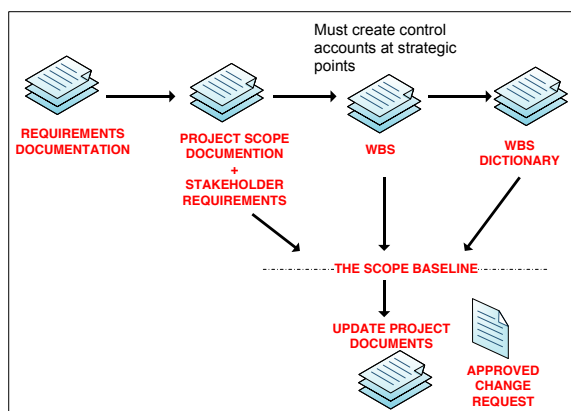 Must create control
accounts at strategic
points
REQUIREMENTS
DOCUMENTATION
PROJECT SCOPE
DOCUMENTION
+
STAKEHOLDER
REQUIREMENTS
WBS
WBS
DICTIONARY
THE SCOPE BASELINE
UPDATE PROJECT
DOCUMENTS
APPROVED
CHANGE
REQUEST